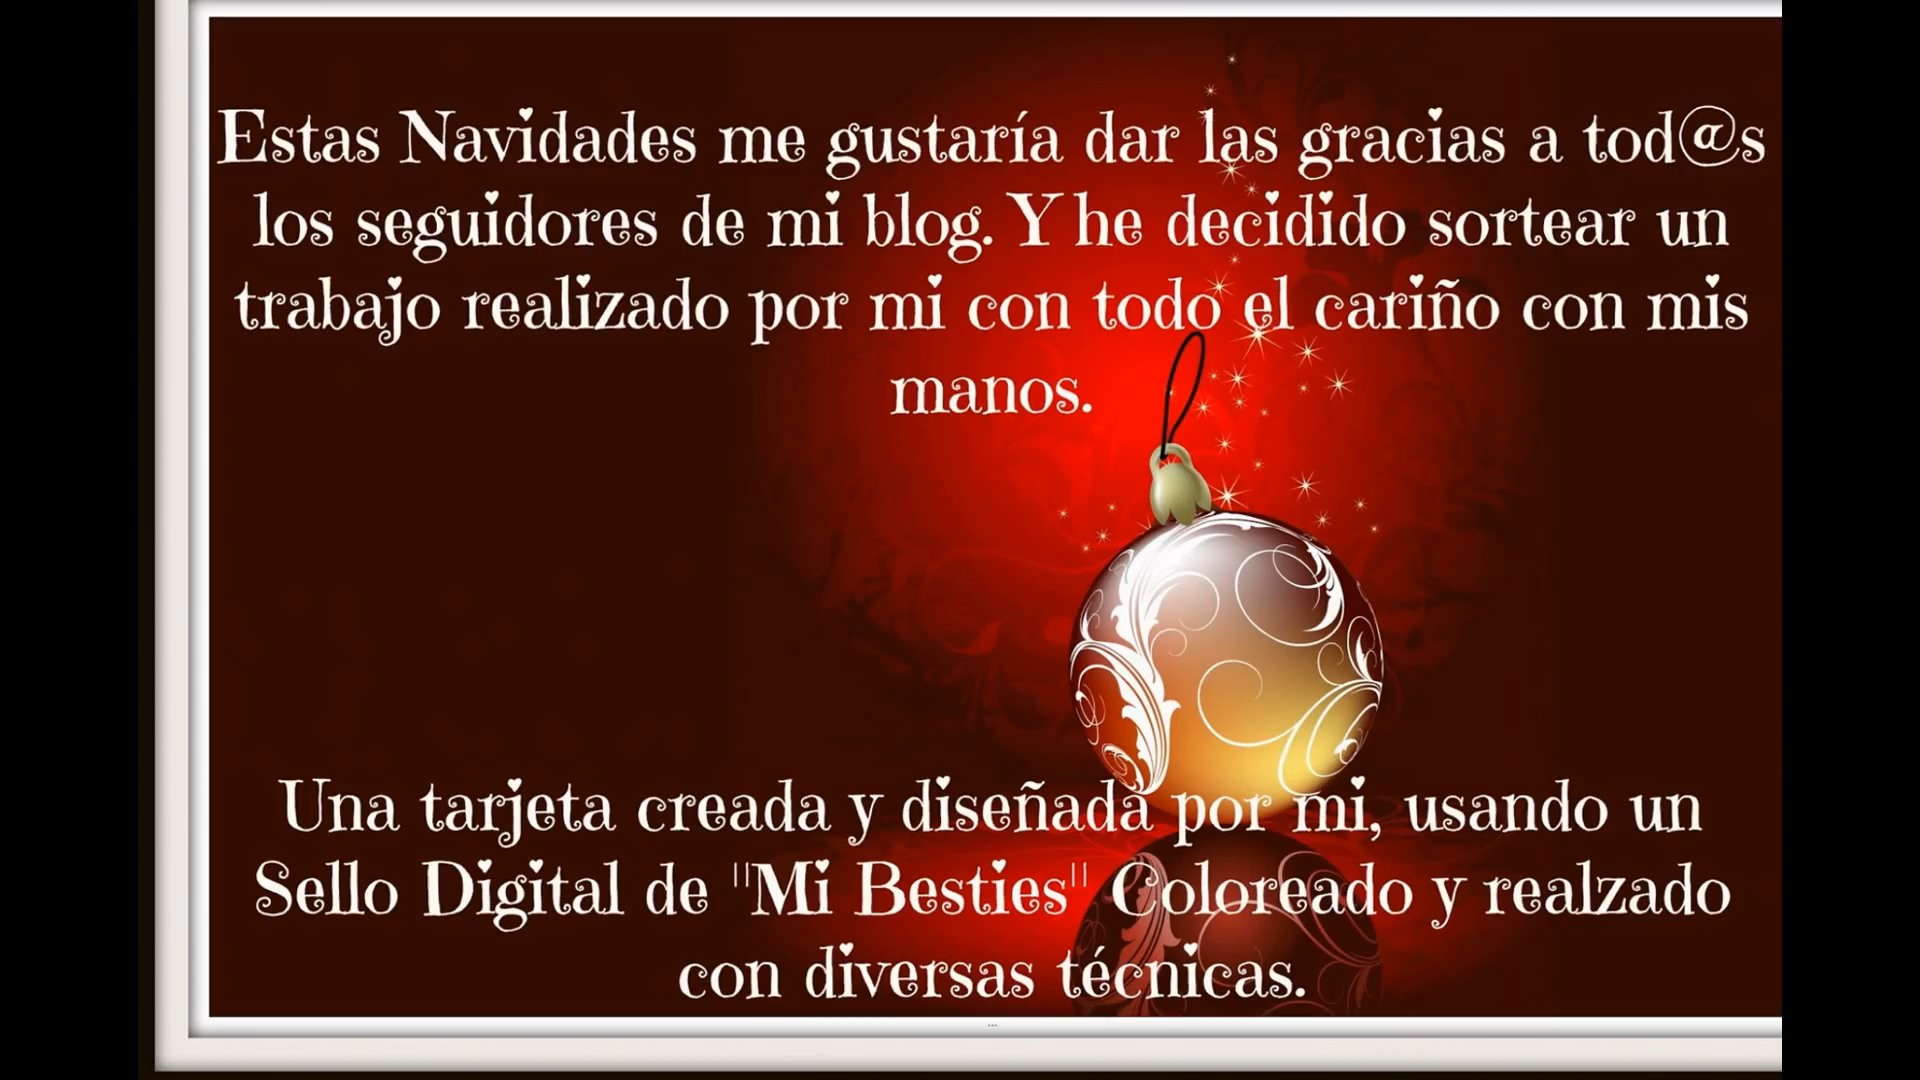 Estas Navidades me gustaría dar las gracias a tod@s
los seguidores de mi blog. Y he decidido sortear un
trabajo realizado por mi con todo el cariño con mis
manos.
Una tarjeta creada y diseñada por mi, usando un
Sello Digital de "Mi Besties" Coloreado y realzado
con diversas técnicas.
...